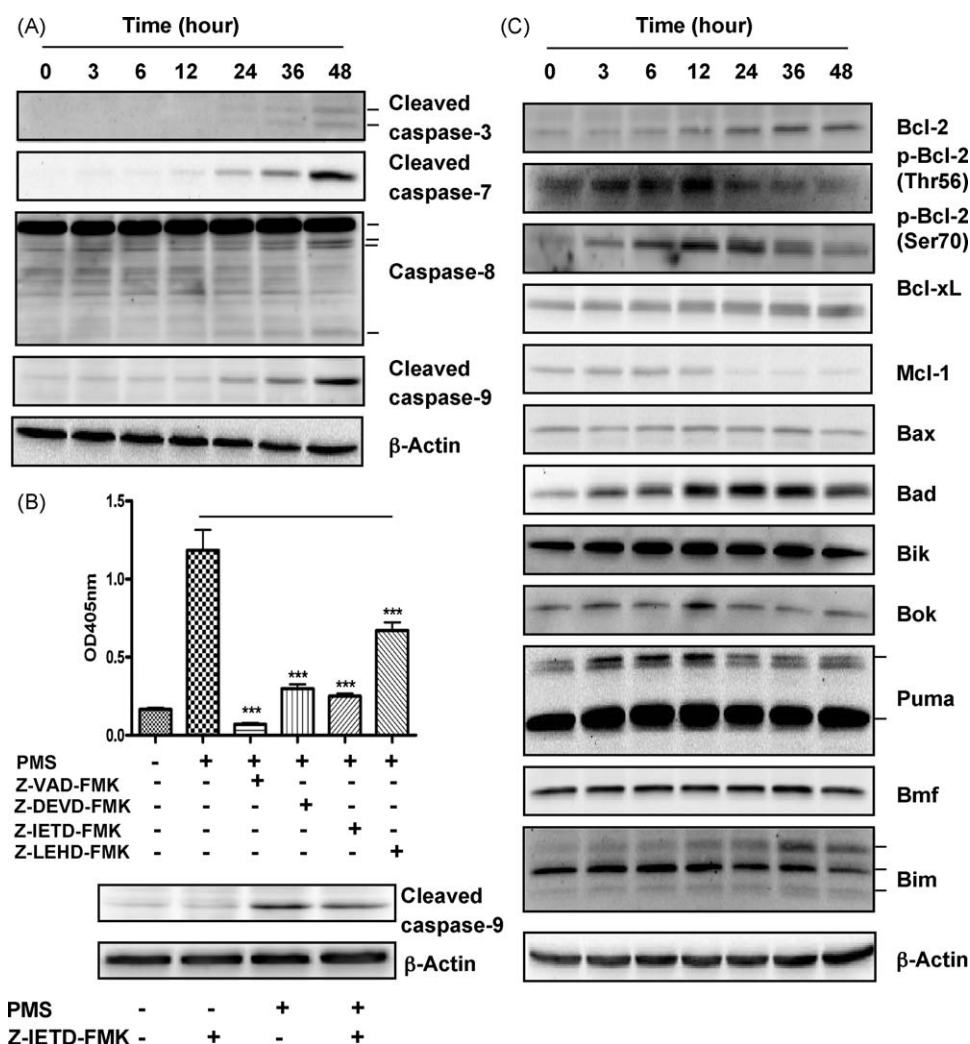 (A)
Time (hour)
0 3 6 12 24 36 48
Cleaved
caspase-3
Cleaved
caspase-7
Caspase-8
Cleaved
caspase-9
β-Actin
(B)
OD405nm
1.5
1.0
0.5
0.0
*** *** *** ***
PMS - + + + + +
Z-VAD-FMK - - + - - -
Z-DEVD-FMK - - - + - -
Z-IETD-FMK - - - - + -
Z-LEHD-FMK - - - - - +
Cleaved
caspase-9
β-Actin
PMS - - + +
Z-IETD-FMK - + - +
(C)
Time (hour)
0 3 6 12 24 36 48
Bcl-2
p-Bcl-2
(Thr56)
p-Bcl-2
(Ser70)
Bcl-xL
Mcl-1
Bax
Bad
Bik
Bok
Puma
Bmf
Bim
β-Actin